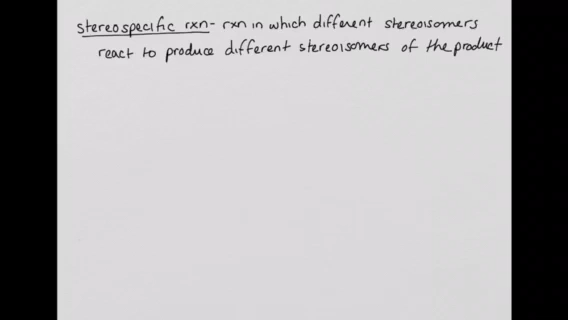 stereospecific rxn- rxn in which different stereoisomers
react to produce different stereoisomers of the product